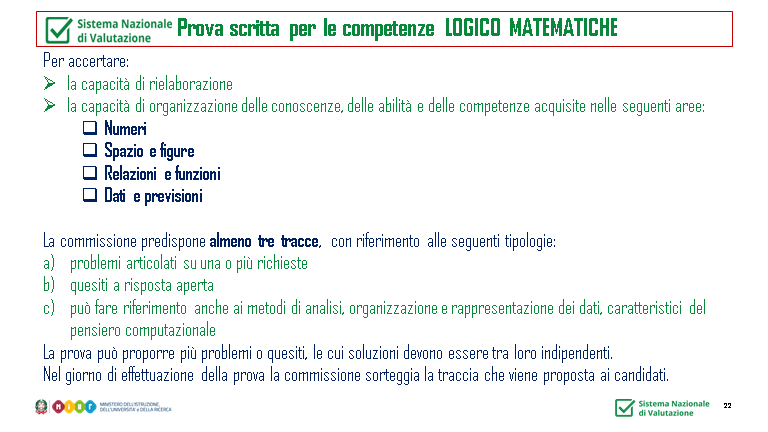 Sistema Nazionale
di Valutazione
Prova scritta per le competenze LOGICO MATEMATICHE
Per accertare:
la capacità di rielaborazione
la capacità di organizzazione delle conoscenze, delle abilità e delle competenze acquisite nelle seguenti aree:
Numeri
Spazio e figure
Relazioni e funzioni
Dati e previsioni
La commissione predispone almeno tre tracce, con riferimento alle seguenti tipologie:
a) problemi articolati su una o più richieste
b) quesiti a risposta aperta
c) può fare riferimento anche ai metodi di analisi, organizzazione e rappresentazione dei dati, caratteristici del
pensiero computazionale
La prova può proporre più problemi o quesiti, le cui soluzioni devono essere tra loro indipendenti.
Nel giorno di effettuazione della prova la commissione sorteggia la traccia che viene proposta ai candidati.
MIUR
MINISTERO DELL'ISTRUZIONE,
DELL'UNIVERSITA' e DELLA RICERCA
Sistema Nazionale
di Valutazione
22